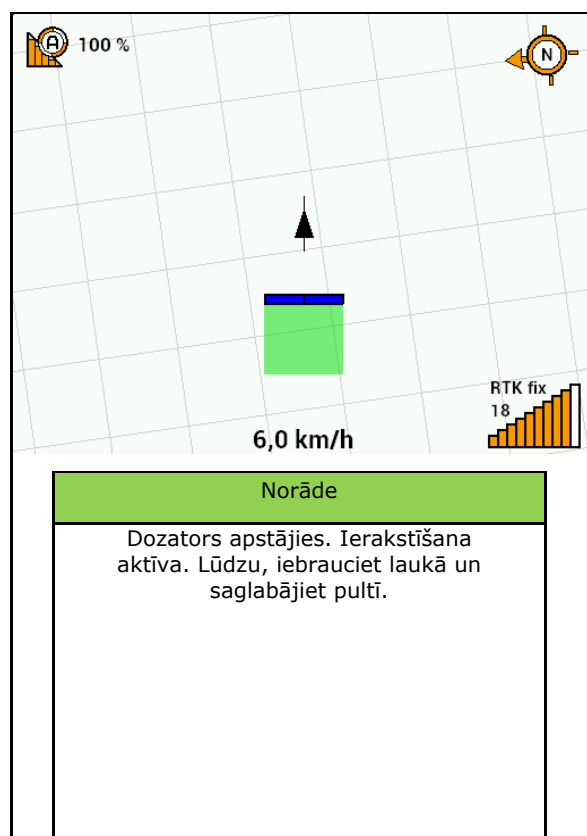 A 100 %
N
RTK fix
18
6,0 km/h
Norāde
Dozators apstājies. Ierakstīšana
aktīva. Lūdzu, iebrauciet laukā un
saglabājiet pultī.